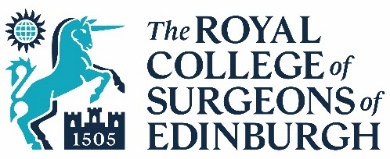 The ROYAL
COLLEGE of
SURGEONS of
EDINBURGH
1505